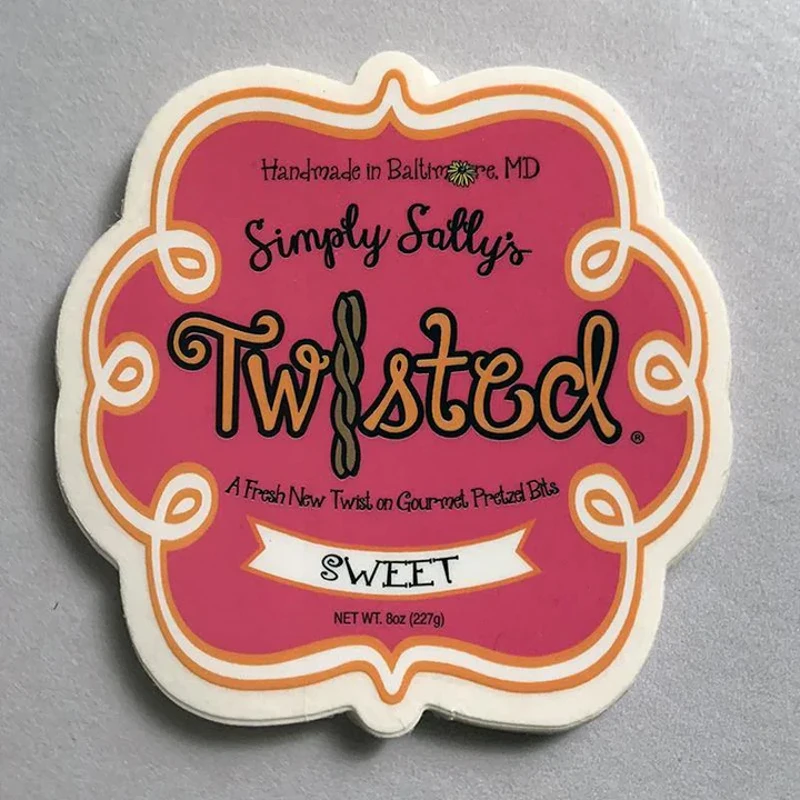 Handmade in Baltimore, MD
Simply Sally's
Twisted®
A Fresh New Twist on Gourmet Pretzel Bits
SWEET
NET WT. 8oz (227g)